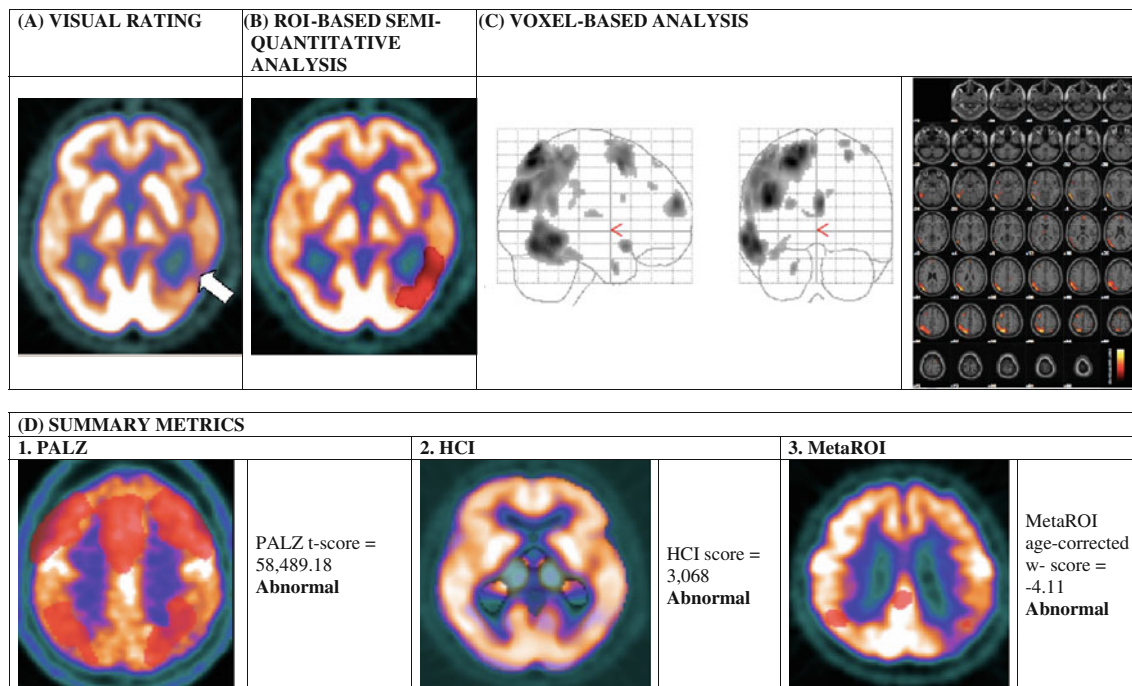 (A) VISUAL RATING
(B) ROI-BASED SEMI-
QUANTITATIVE
ANALYSIS
(C) VOXEL-BASED ANALYSIS
(D) SUMMARY METRICS
1. PALZ
2. HCI
3. MetaROI
PALZ t-score =
58,489.18
Abnormal
HCI score =
3,068
Abnormal
MetaROI
age-corrected
w- score =
-4.11
Abnormal